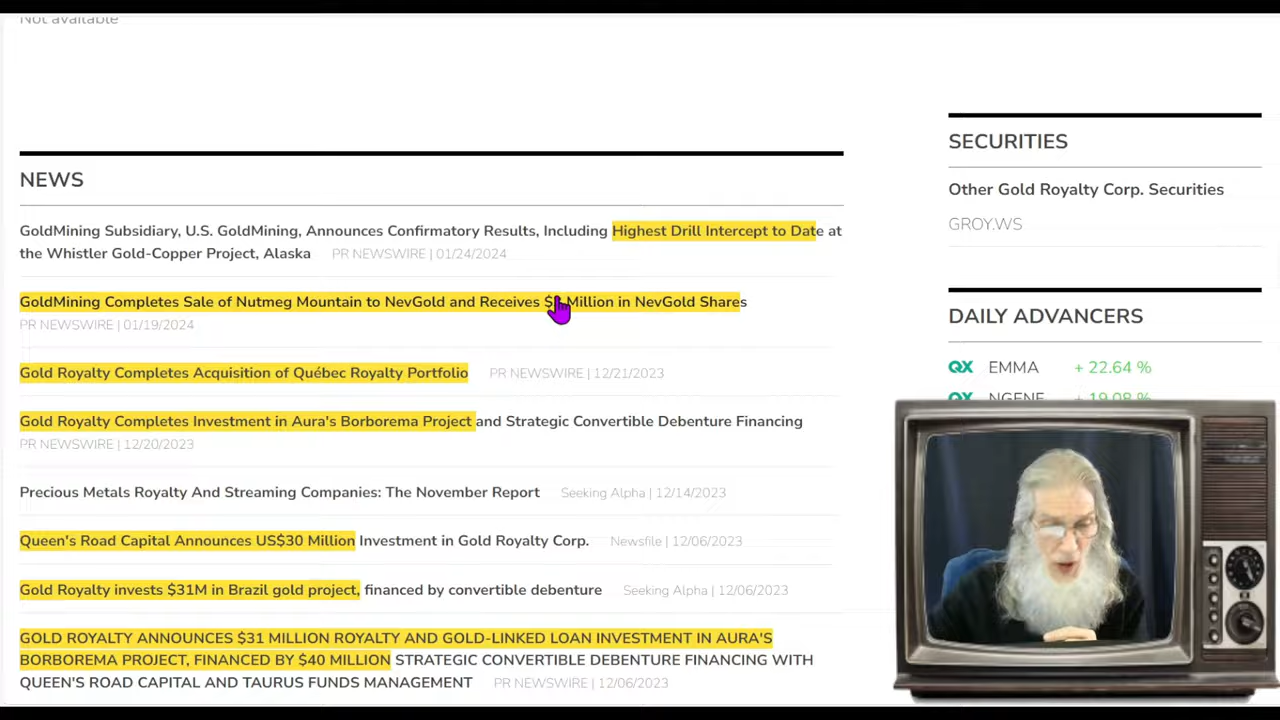 Not available
NEWS
GoldMining Subsidiary, U.S. GoldMining, Announces Confirmatory Results, Including Highest Drill Intercept to Date at
the Whistler Gold-Copper Project, Alaska PR NEWSWIRE | 01/24/2024
GoldMining Completes Sale of Nutmeg Mountain to NevGold and Receives $ Million in NevGold Shares
PR NEWSWIRE | 01/19/2024
Gold Royalty Completes Acquisition of Québec Royalty Portfolio PR NEWSWIRE | 12/21/2023
Gold Royalty Completes Investment in Aura's Borborema Project and Strategic Convertible Debenture Financing
PR NEWSWIRE | 12/20/2023
Precious Metals Royalty And Streaming Companies: The November Report Seeking Alpha | 12/14/2023
Queen's Road Capital Announces US$30 Million Investment in Gold Royalty Corp. Newsfile | 12/06/2023
Gold Royalty invests $31M in Brazil gold project, financed by convertible debenture Seeking Alpha | 12/06/2023
GOLD ROYALTY ANNOUNCES $31 MILLION ROYALTY AND GOLD-LINKED LOAN INVESTMENT IN AURA'S
BORBOREMA PROJECT, FINANCED BY $40 MILLION STRATEGIC CONVERTIBLE DEBENTURE FINANCING WITH
QUEEN'S ROAD CAPITAL AND TAURUS FUNDS MANAGEMENT PR NEWSWIRE | 12/06/2023
SECURITIES
Other Gold Royalty Corp. Securities
GROY.WS
DAILY ADVANCERS
QX EMMA + 22.64 %
QX NGENF + 19.08 %